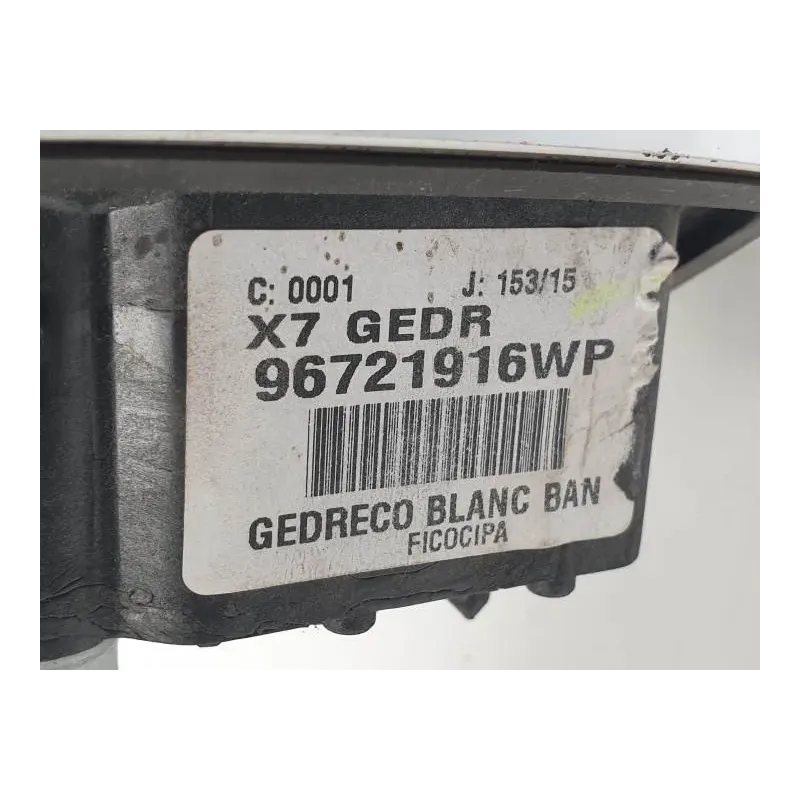 C: 0001 J: 153/15
X7 GEDR
96721916WP
GEDRECO BLANC BAN
FICOCIPA